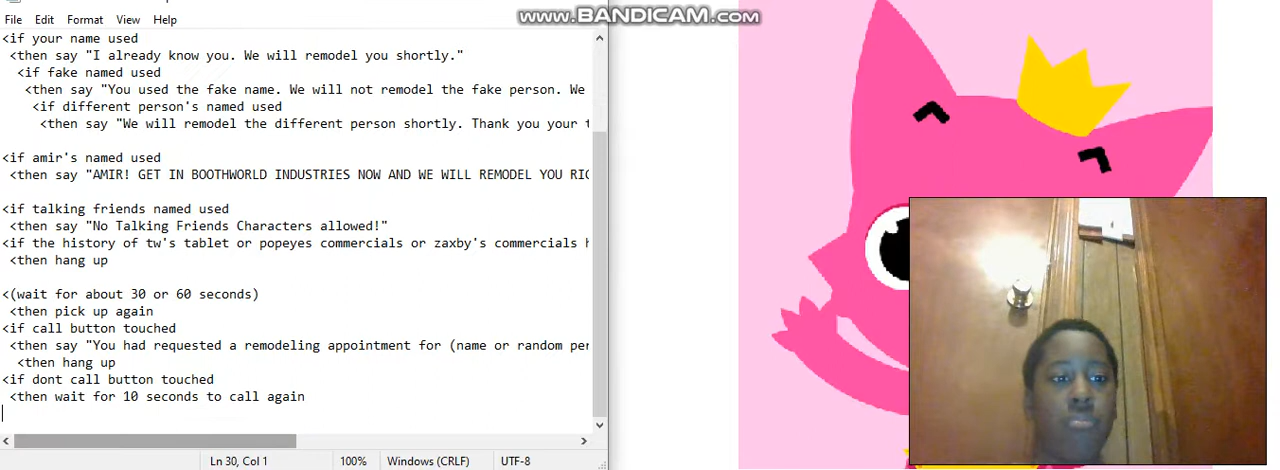 www.BANDICAM.com
File Edit Format View Help
<if your name used
<then say "I already know you. We will remodel you shortly."
<if fake named used
<then say "You used the fake name. We will not remodel the fake person. We
<if different person's named used
<then say "We will remodel the different person shortly. Thank you your
<if amir's named used
<then say "AMIR! GET IN BOOTHWORLD INDUSTRIES NOW AND WE WILL REMODEL YOU
<if talking friends named used
<then say "No Talking Friends Characters allowed!"
<if the history of tw's tablet or popeyes commercials or zaxby's commercials
<then hang up
<(wait for about 30 or 60 seconds)
<then pick up again
<if call button touched
<then say "You had requested a remodeling appointment for (name or random
<then hang up
<if dont call button touched
<then wait for 10 seconds to call again
Ln 30, Col 1 100% Windows (CRLF) UTF-8